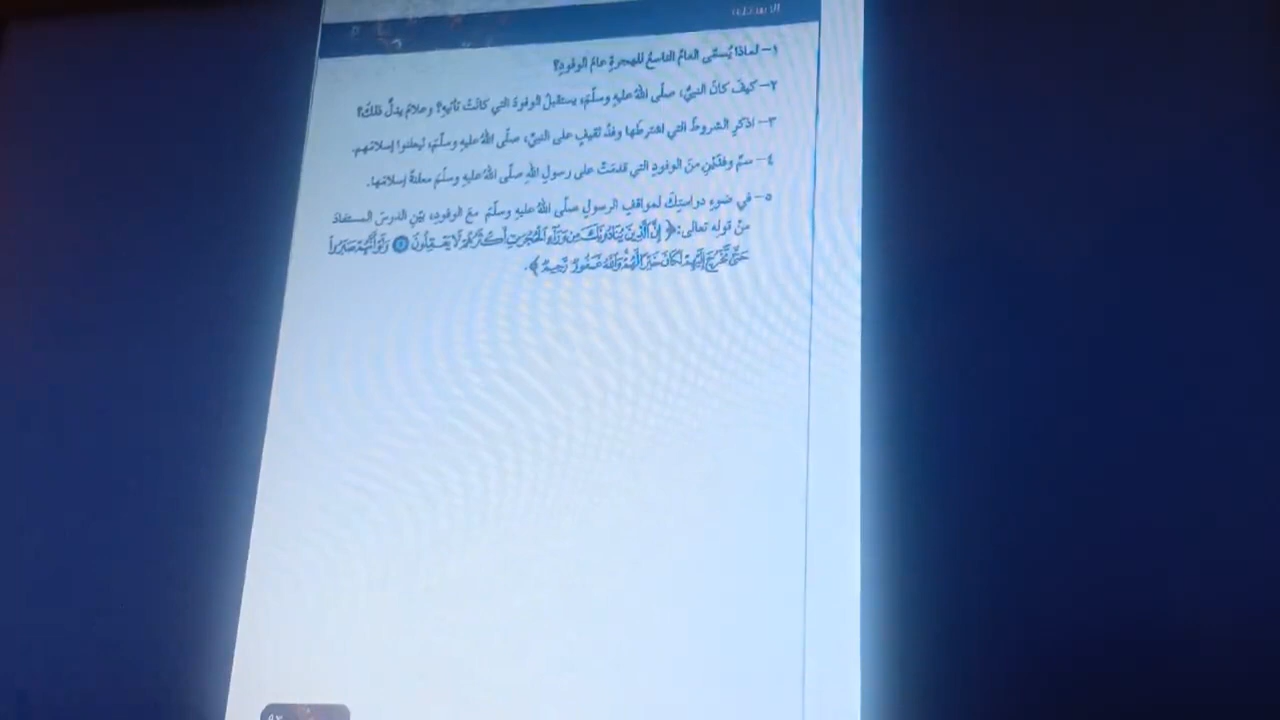 ١- لماذا يُسمّى العامُ التاسعُ للهجرةِ عامَ الوفودِ؟
٢- كيفَ كانَ النبيُّ، صلّى اللهُ عليهِ وسلّمَ، يستقبلُ الوفودَ التي كانَتْ تأتيهِ؟ وعلامَ يدلُّ ذلكَ؟
٣- اذكرِ الشروطَ التي اشترطَها وفدُ ثقيفٍ على النبيِّ، صلّى اللهُ عليهِ وسلّمَ، ليعلنوا إسلامَهم.
٤- سمِّ وفدَيْنِ منَ الوفودِ التي قدمَتْ على رسولِ اللهِ صلّى اللهُ عليهِ وسلّمَ معلنةً إسلامَها.
٥- في ضوءِ دراستِكَ لمواقفِ الرسولِ صلّى اللهُ عليهِ وسلّمَ معَ الوفودِ، بيّنِ الدرسَ المستفادَ
منْ قوله تعالى: ﴿ إِنَّ الَّذِينَ يُنَادُونَكَ مِن وَرَآءِ الْحُجُرَتِ أَكْثَرُهُمْ لَا يَعْقِلُونَ ٤ وَلَوْ أَنَّهُمْ صَبَرُواْ
حَتَّى تَخْرُجَ إِلَيْهِمْ لَكَانَ خَيْرًا لَّهُمْ وَاللَّهُ غَفُورٌ رَّحِيمٌ ﴾.